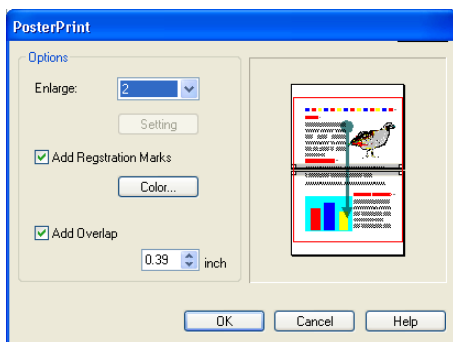 PosterPrint
Options
Enlarge: 2
Setting
Add Regstration Marks
Color...
Add Overlap
0.39 inch
OK Cancel Help